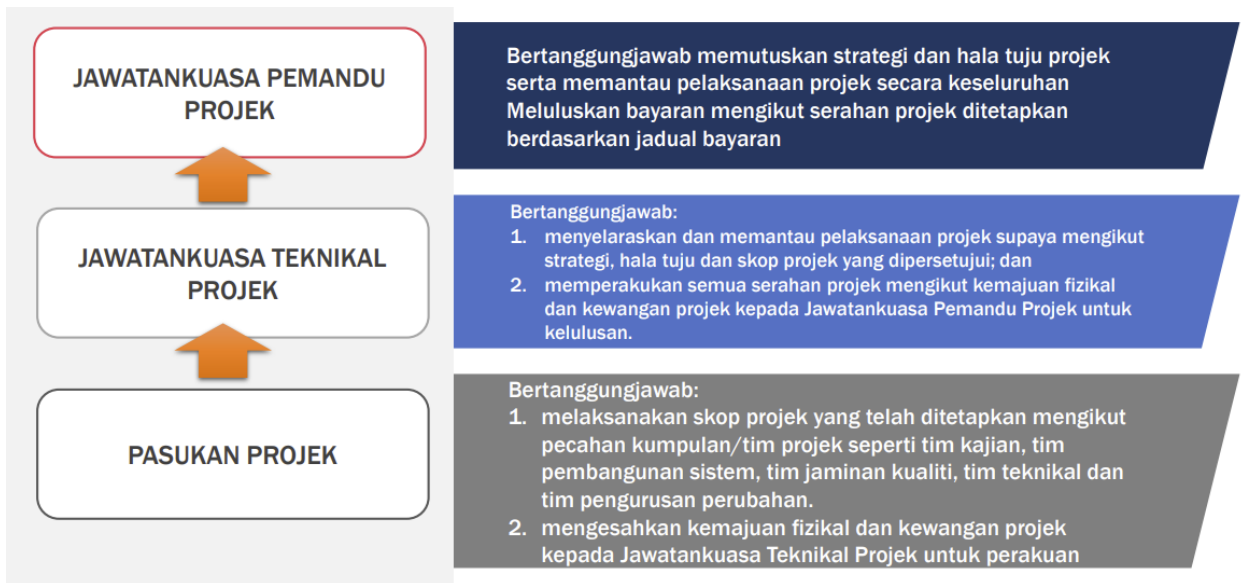 JAWATANKUASA PEMANDU
PROJEK
Bertanggungjawab memutuskan strategi dan hala tuju projek
serta memantau pelaksanaan projek secara keseluruhan
Meluluskan bayaran mengikut serahan projek ditetapkan
berdasarkan jadual bayaran
JAWATANKUASA TEKNIKAL
PROJEK
Bertanggungjawab:
1. menyelaraskan dan memantau pelaksanaan projek supaya mengikut
strategi, hala tuju dan skop projek yang dipersetujui; dan
2. memperakukan semua serahan projek mengikut kemajuan fizikal
dan kewangan projek kepada Jawatankuasa Pemandu Projek untuk
kelulusan.
PASUKAN PROJEK
Bertanggungjawab:
1. melaksanakan skop projek yang telah ditetapkan mengikut
pecahan kumpulan/tim projek seperti tim kajian, tim
pembangunan sistem, tim jaminan kualiti, tim teknikal dan
tim pengurusan perubahan.
2. mengesahkan kemajuan fizikal dan kewangan projek
kepada Jawatankuasa Teknikal Projek untuk perakuan